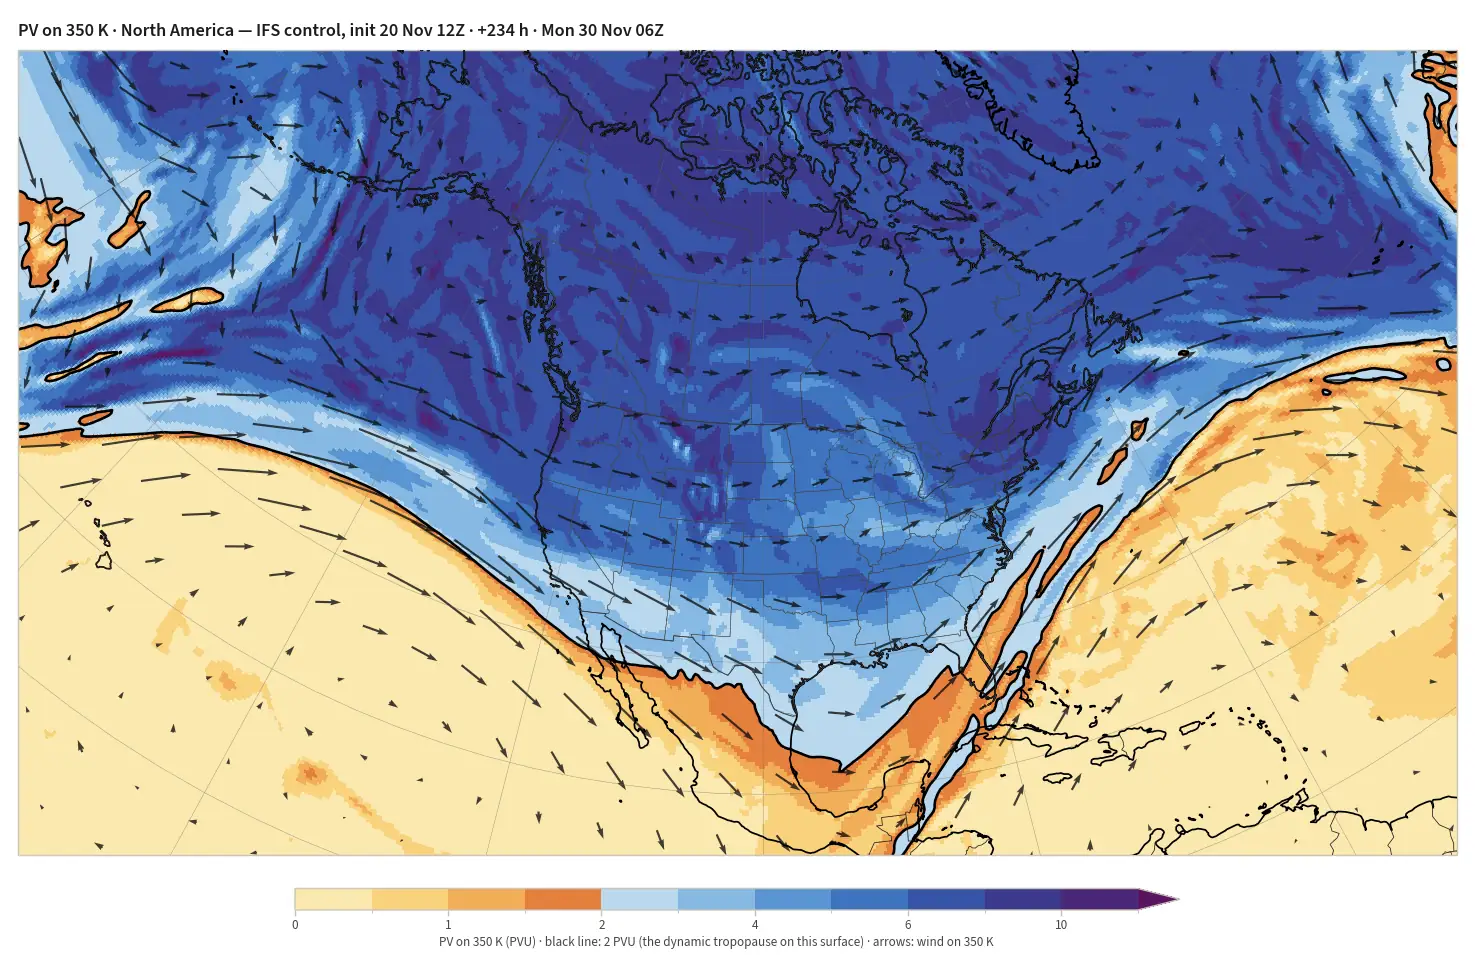 PV on 350 K · North America — IFS control, init 20 Nov 12Z · +234 h · Mon 30 Nov 06Z
0 1 2 4 6 10
PV on 350 K (PVU) · black line: 2 PVU (the dynamic tropopause on this surface) · arrows: wind on 350 K